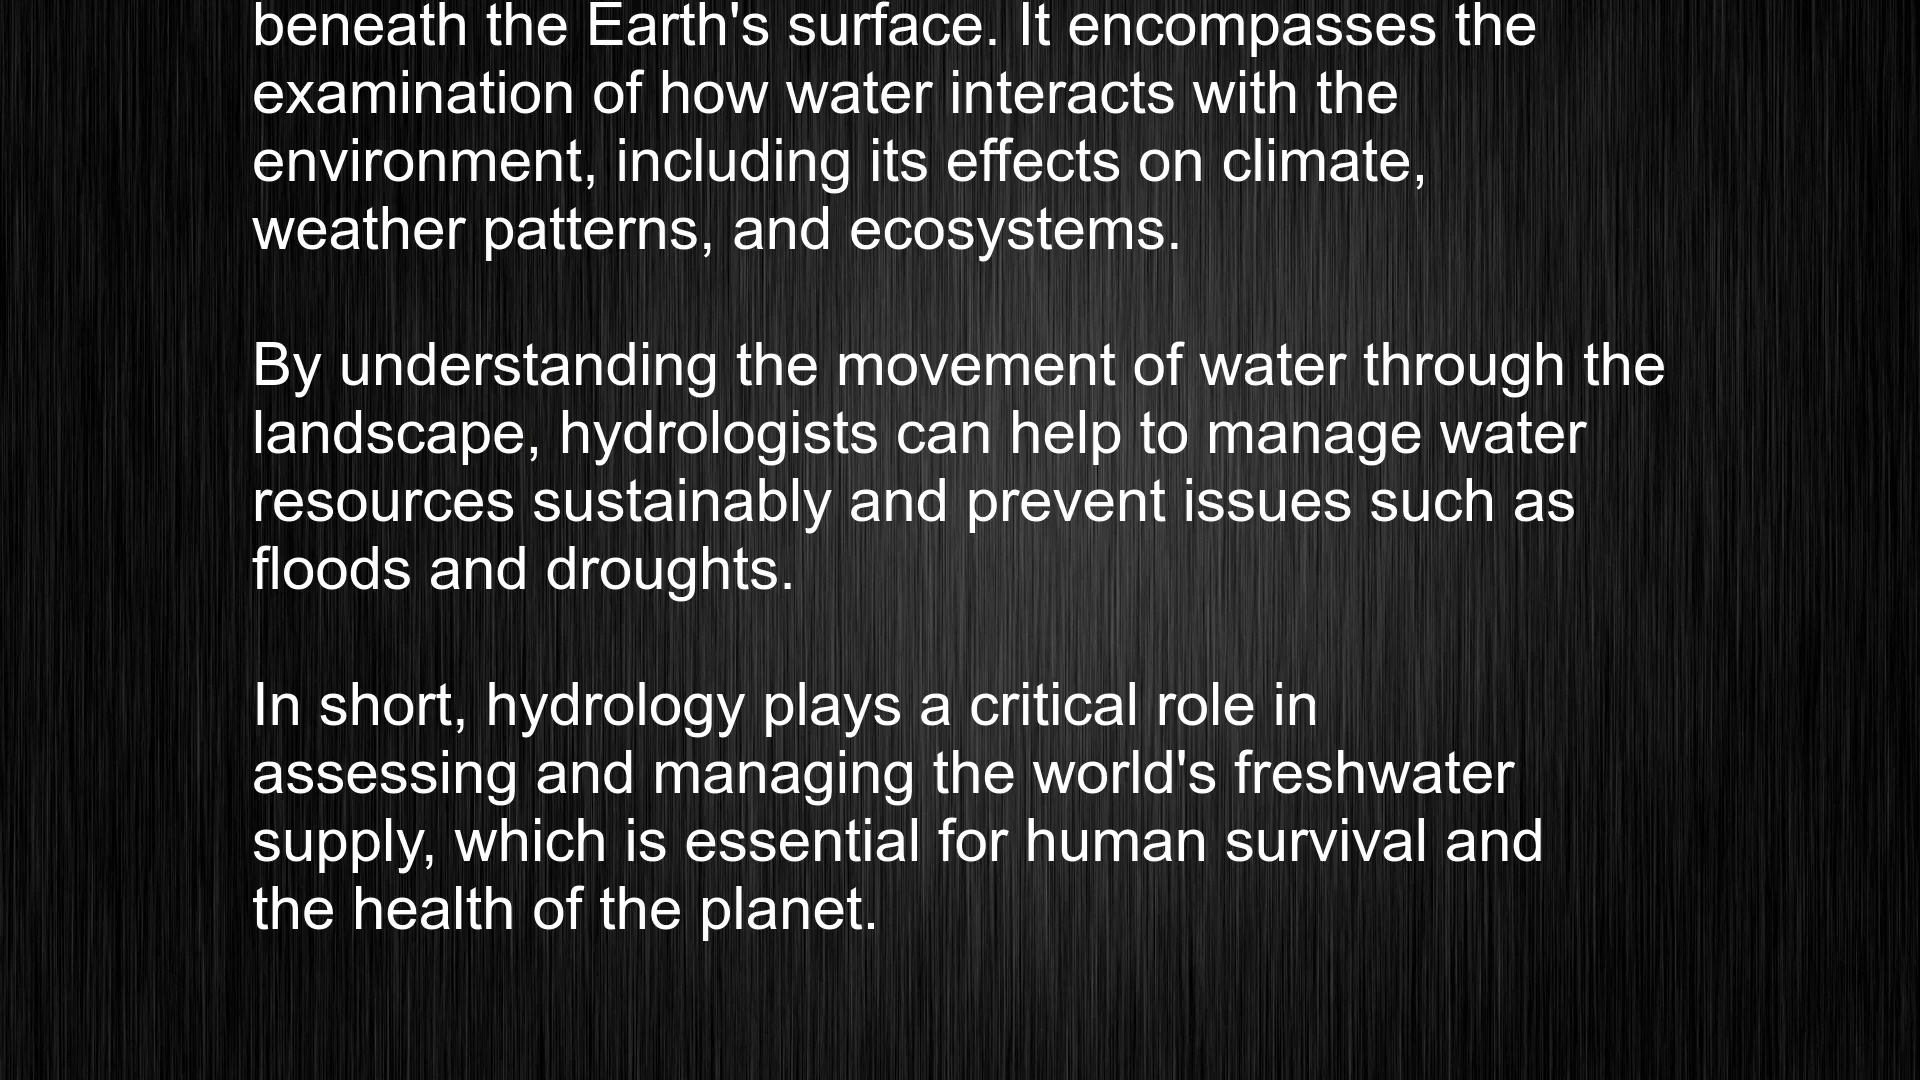 beneath the Earth's surface. It encompasses the
examination of how water interacts with the
environment, including its effects on climate,
weather patterns, and ecosystems.
By understanding the movement of water through the
landscape, hydrologists can help to manage water
resources sustainably and prevent issues such as
floods and droughts.
In short, hydrology plays a critical role in
assessing and managing the world's freshwater
supply, which is essential for human survival and
the health of the planet.